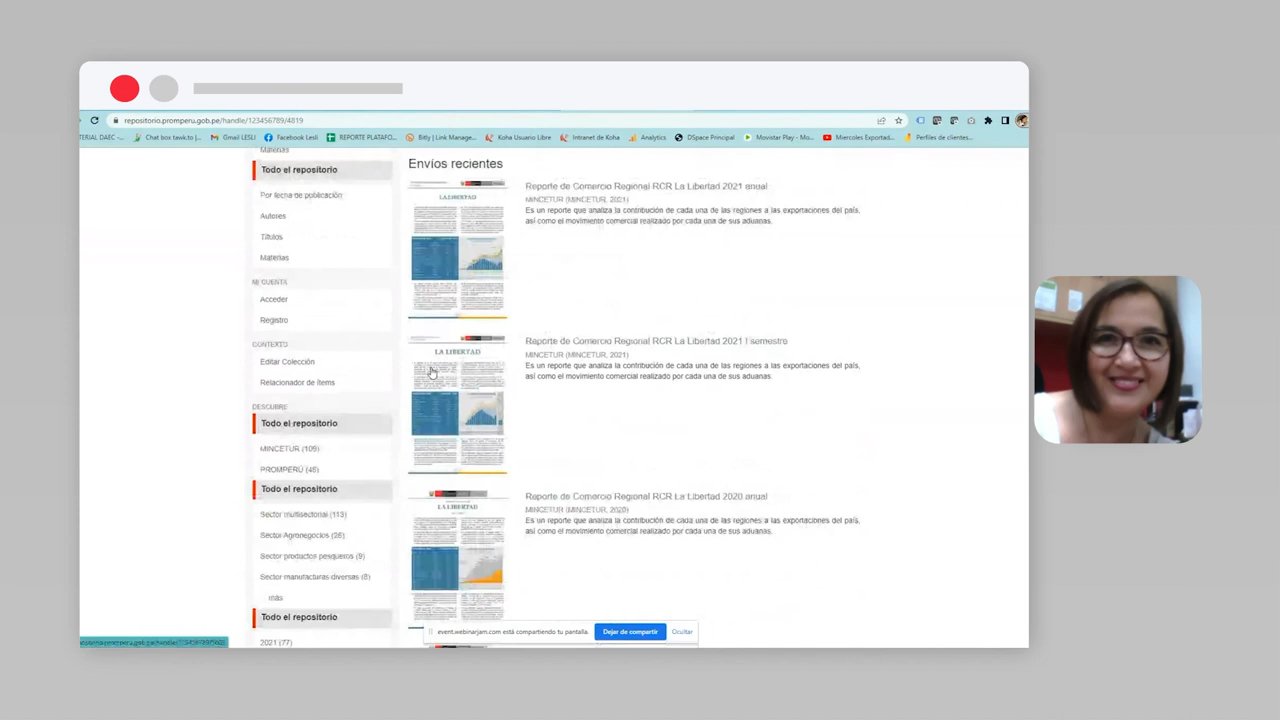 repositorio.promperu.gob.pe/handle/123456789/4819
Chat box tawk.to |...
Gmail LESLI
Facebook Lesli
REPORTE PLATAFO...
Bitly | Link Manage...
Koha Usuario Libre
Intranet de Koha
Analytics
DSpace Principal
Movistar Play - Mo...
Miercoles Exportad...
Perfiles de clientes...
Materias
Todo el repositorio
Por fecha de publicación
Autores
Títulos
Materias
MI CUENTA
Acceder
Registro
CONTEXTO
Editar Colección
Relacionador de ítems
DESCUBRE
Todo el repositorio
MINCETUR (109)
PROMPERÚ (48)
Todo el repositorio
Sector multisectorial (113)
Sector Agronegocios (26)
Sector productos pesqueros (9)
Sector manufacturas diversas (8)
más
Todo el repositorio
2021 (77)
Envíos recientes
LA LIBERTAD
Reporte de Comercio Regional RCR La Libertad 2021 anual
MINCETUR (MINCETUR, 2021)
Es un reporte que analiza la contribución de cada una de las regiones a las exportaciones del país,
así como el movimiento comercial realizado por cada una de sus aduanas.
LA LIBERTAD
Reporte de Comercio Regional RCR La Libertad 2021 I semestre
MINCETUR (MINCETUR, 2021)
Es un reporte que analiza la contribución de cada una de las regiones a las exportaciones del país,
así como el movimiento comercial realizado por cada una de sus aduanas.
LA LIBERTAD
Reporte de Comercio Regional RCR La Libertad 2020 anual
MINCETUR (MINCETUR, 2020)
Es un reporte que analiza la contribución de cada una de las regiones a las exportaciones del país,
así como el movimiento comercial realizado por cada una de sus aduanas.
event.webinarjam.com está compartiendo tu pantalla.
Dejar de compartir
Ocultar